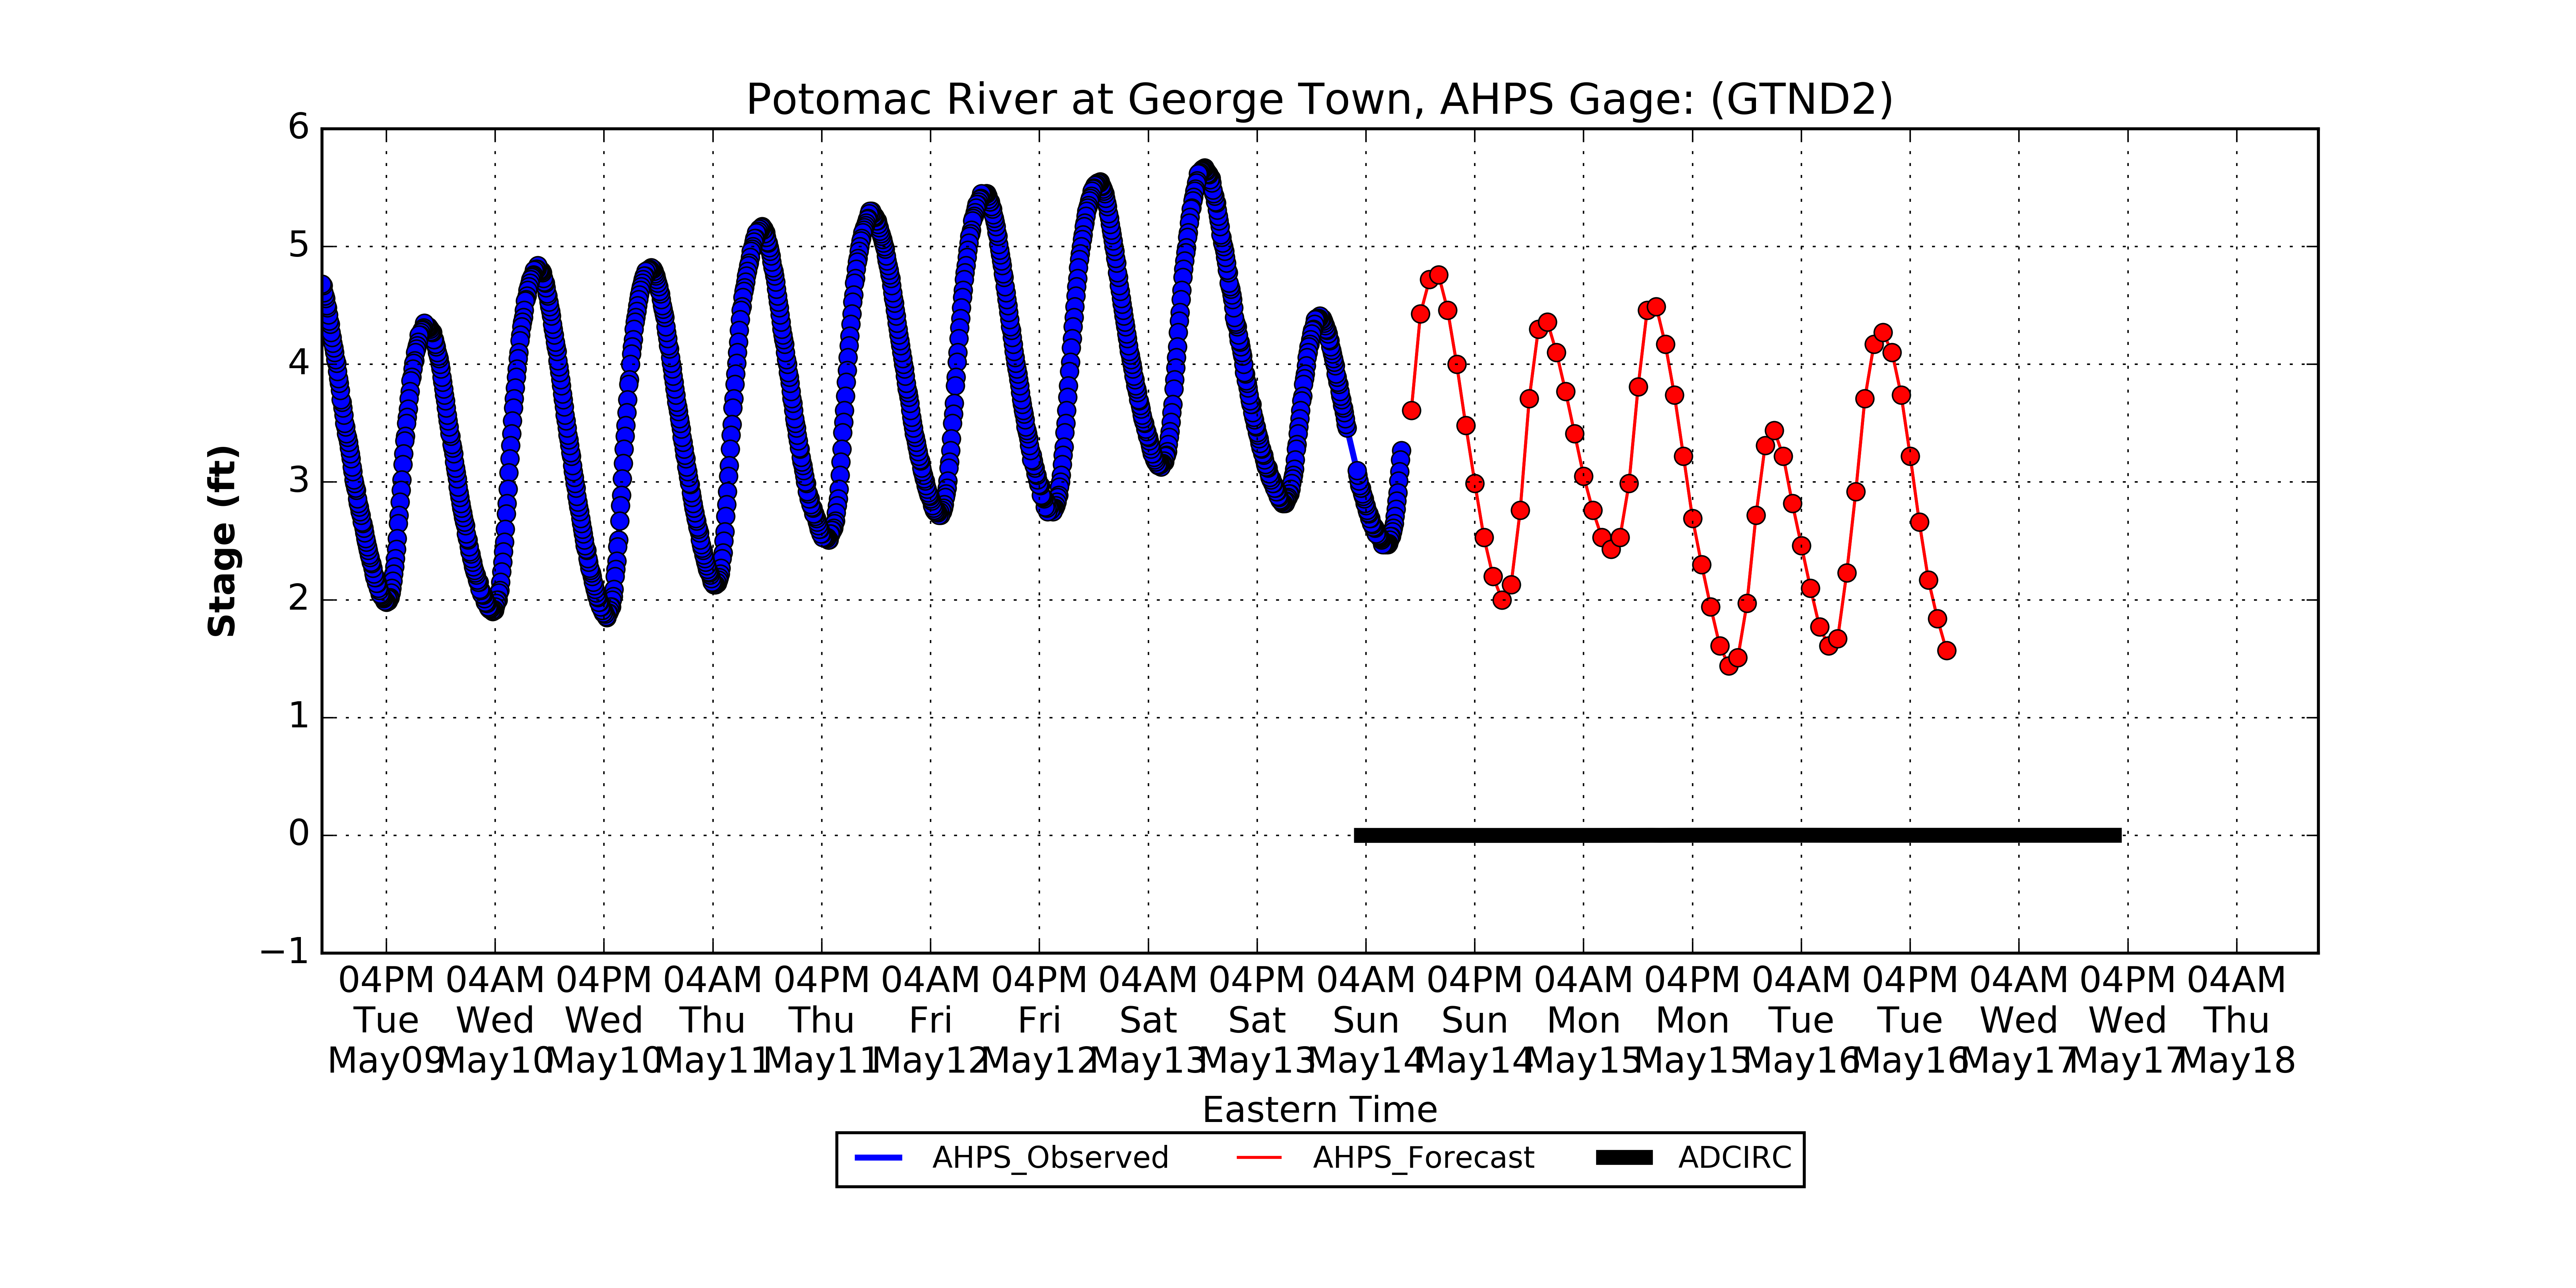 Potomac River at George Town, AHPS Gage: (GTND2)
6
5
4
3
2
1
0
−1
Stage (ft)
04PM 04AM 04PM 04AM 04PM 04AM 04PM 04AM 04PM 04AM 04PM 04AM 04PM 04AM 04PM 04AM 04PM 04AM
Tue Wed Wed Thu Thu Fri Fri Sat Sat Sun Sun Mon Mon Tue Tue Wed Wed Thu
May09 May10 May10 May11 May11 May12 May12 May13 May13 May14 May14 May15 May15 May16 May16 May17 May17 May18
Eastern Time
AHPS_Observed AHPS_Forecast ADCIRC